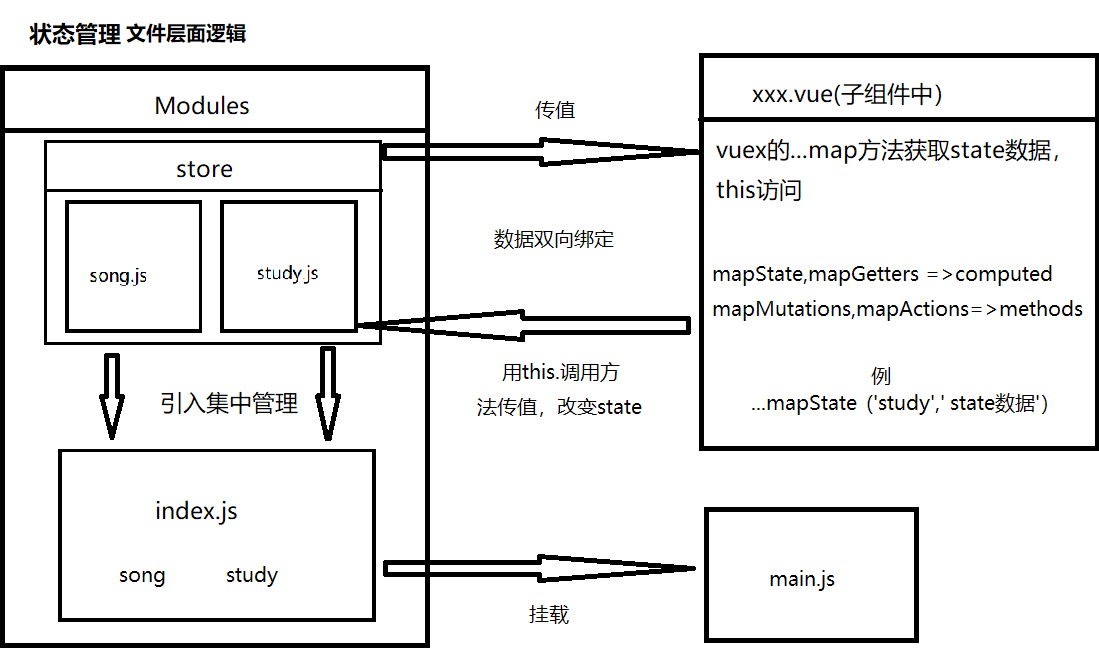 状态管理 文件层面逻辑
Modules
store
song.js
study.js
引入集中管理
index.js
song
study
传值
数据双向绑定
用this.调用方
法传值，改变state
挂载
xxx.vue(子组件中)
vuex的...map方法获取state数据，
this访问
mapState,mapGetters =>computed
mapMutations,mapActions=>methods
例
...mapState ('study',' state数据')
main.js